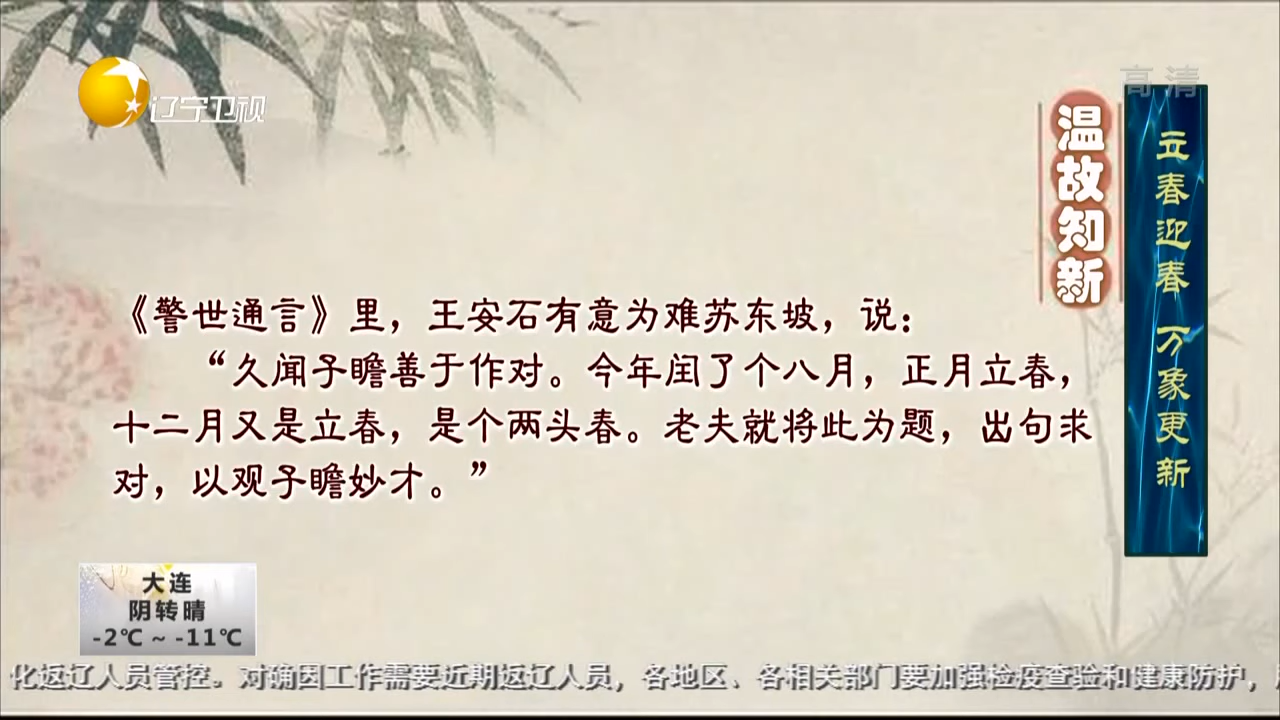 辽宁卫视
高清
立春迎春 万象更新
温故知新
《警世通言》里，王安石有意为难苏东坡，说：
“久闻子瞻善于作对。今年闰了个八月，正月立春，
十二月又是立春，是个两头春。老夫就将此为题，出句求
对，以观子瞻妙才。”
大连
阴转晴
-2℃ ~ -11℃
化返辽人员管控。对确因工作需要近期返辽人员，各地区、各相关部门要加强检疫查验和健康防护，